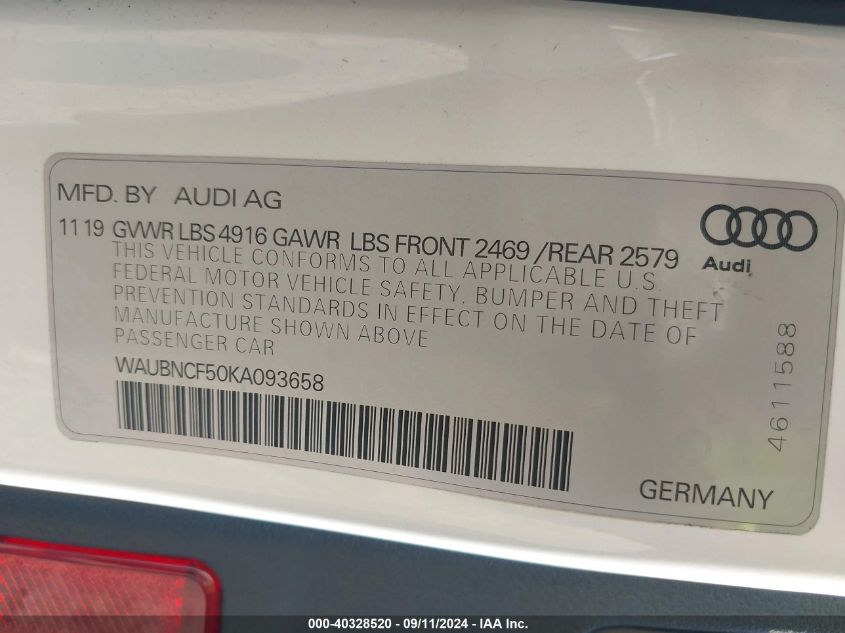 MFD. BY AUDI AG
11 19 GVWR LBS 4916 GAWR LBS FRONT 2469 /REAR 2579
THIS VEHICLE CONFORMS TO ALL APPLICABLE U.S.
FEDERAL MOTOR VEHICLE SAFETY, BUMPER AND THEFT
PREVENTION STANDARDS IN EFFECT ON THE DATE OF
MANUFACTURE SHOWN ABOVE
PASSENGER CAR
WAUBNCF50KA093658
Audi
4611588
GERMANY
000-40328520 - 09/11/2024 - IAA Inc.